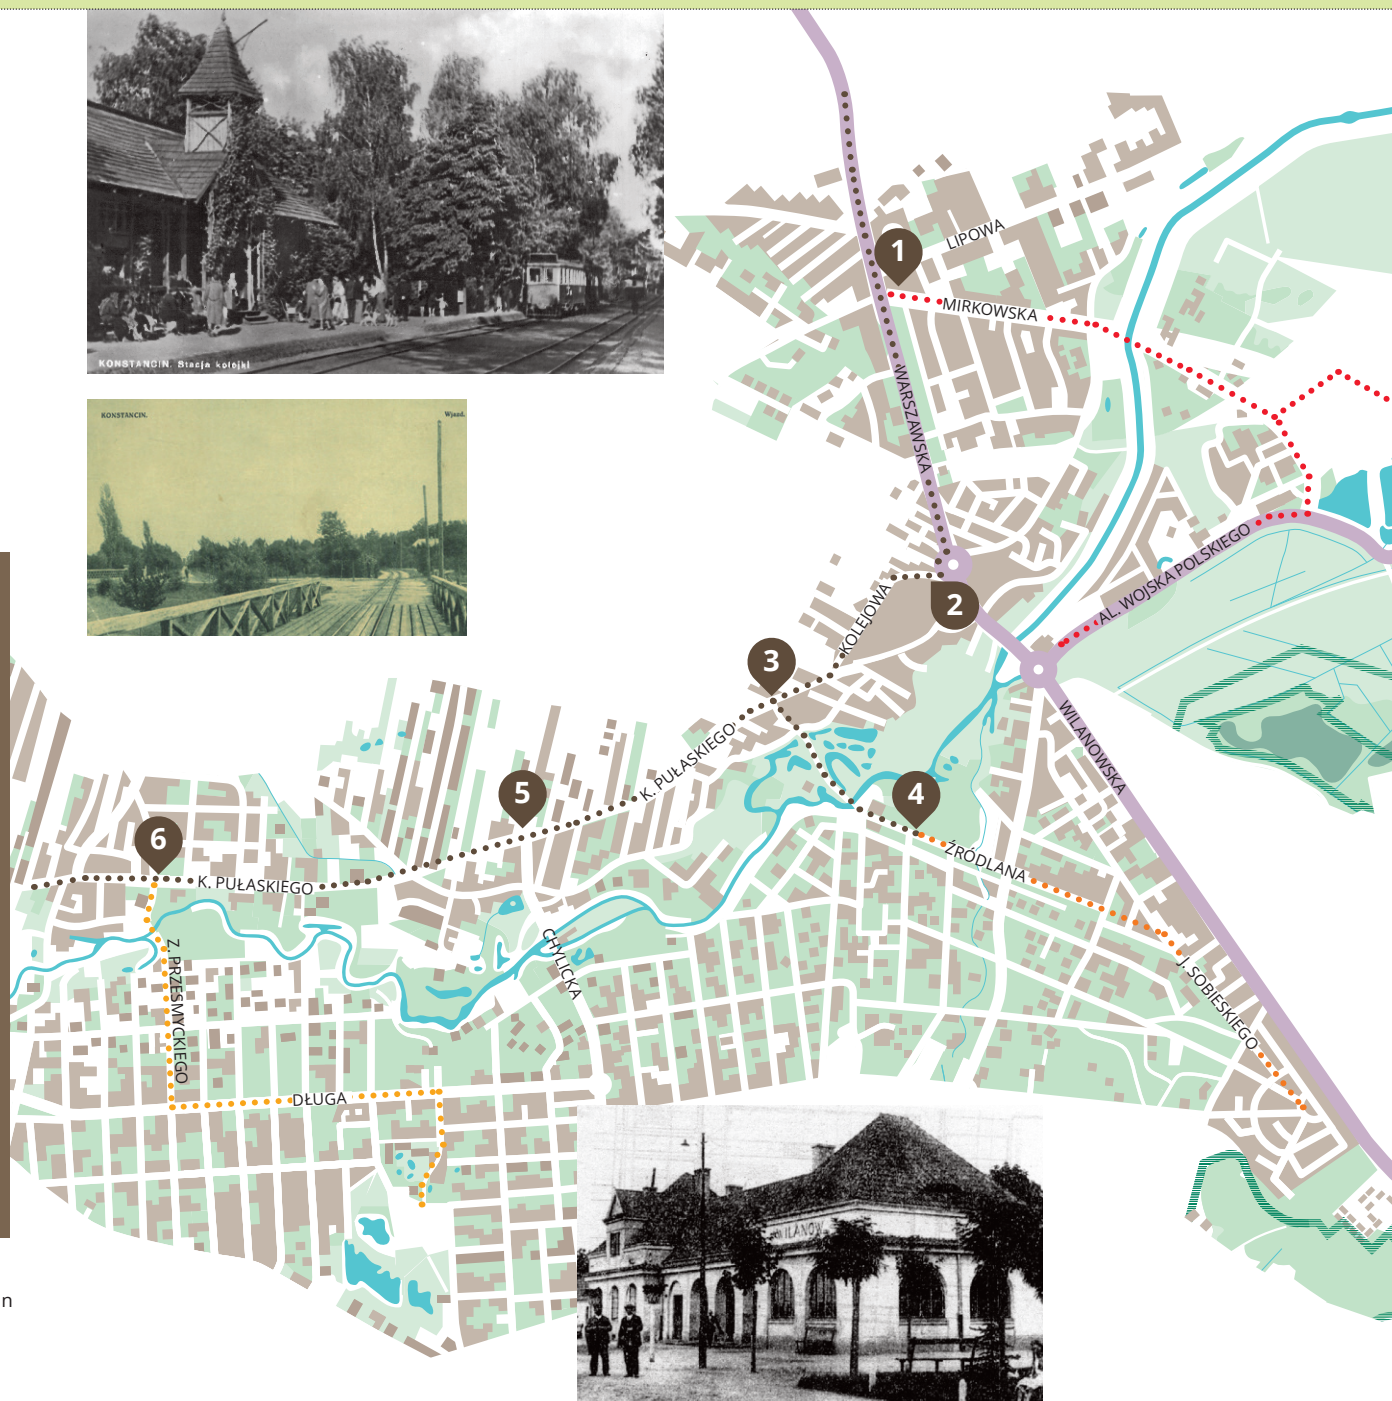 KONSTANCIN. Stacja kolejki
KONSTANCIN.
Wjazd.
LIPOWA
1
MIRKOWSKA
WARSZAWSKA
AL. WOJSKA POLSKIEGO
KOLEJOWA
2
3
K. PUŁASKIEGO
WILANOWSKA
5
4
6
ŹRÓDLANA
K. PUŁASKIEGO
CHYLICKA
Z. PRZESMYCKIEGO
J. SOBIESKIEGO
DŁUGA
WILANÓW
n